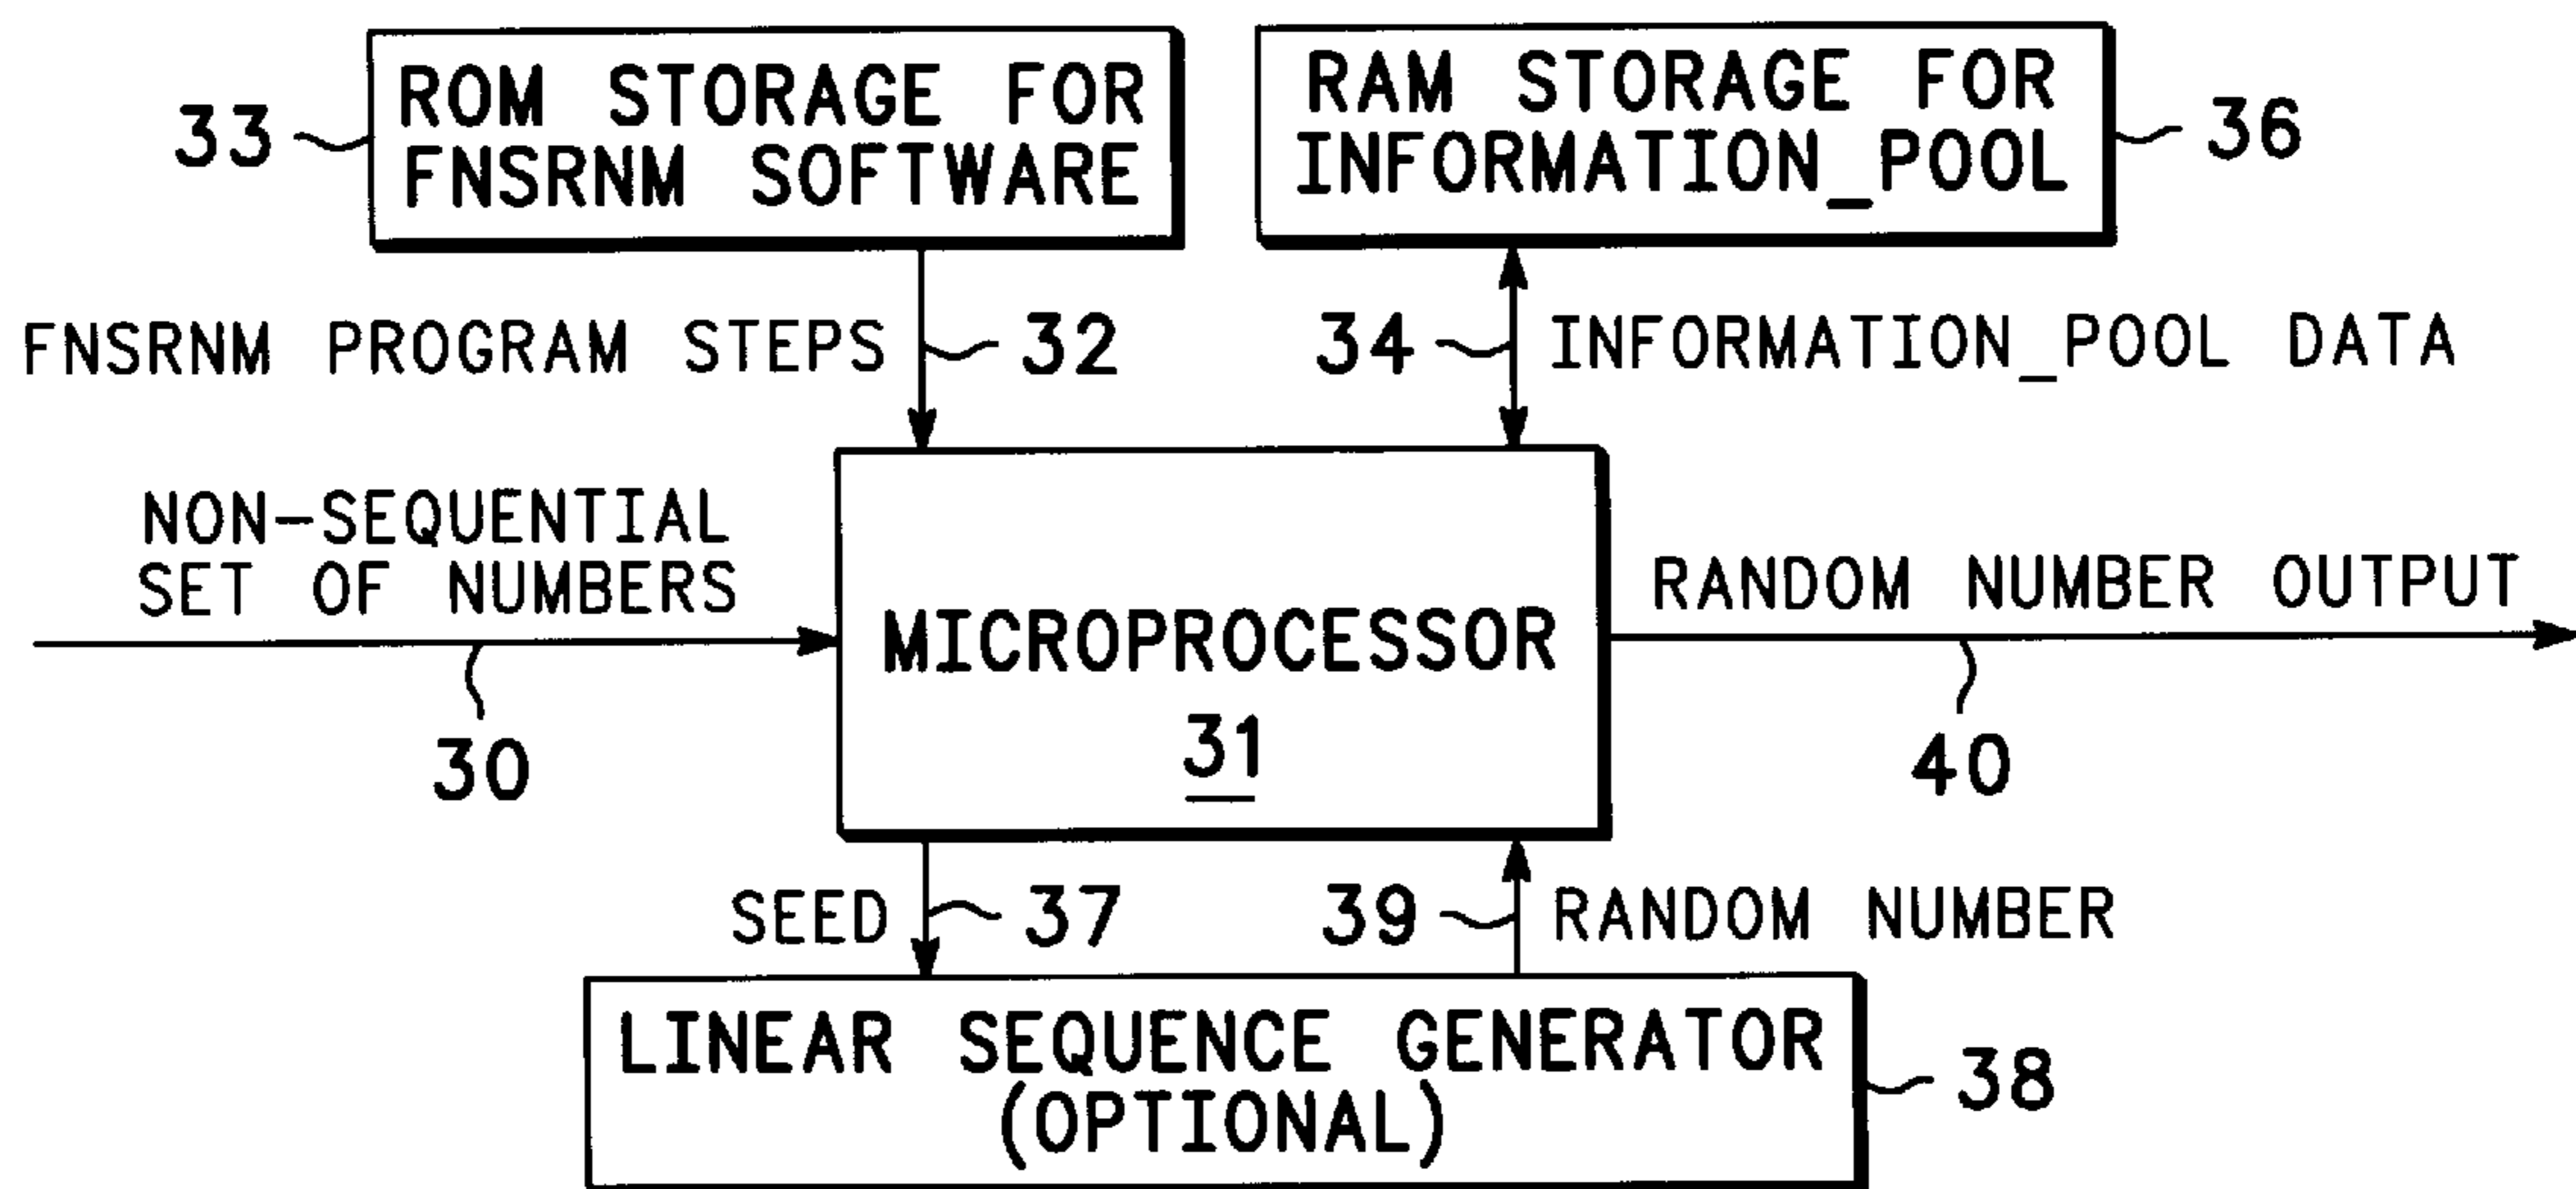 ROM STORAGE FOR
FNSRNM SOFTWARE
33
RAM STORAGE FOR
INFORMATION_POOL
36
FNSRNM PROGRAM STEPS
32
34
INFORMATION_POOL DATA
NON-SEQUENTIAL
SET OF NUMBERS
30
MICROPROCESSOR
31
RANDOM NUMBER OUTPUT
40
SEED
37
39
RANDOM NUMBER
LINEAR SEQUENCE GENERATOR
(OPTIONAL)
38